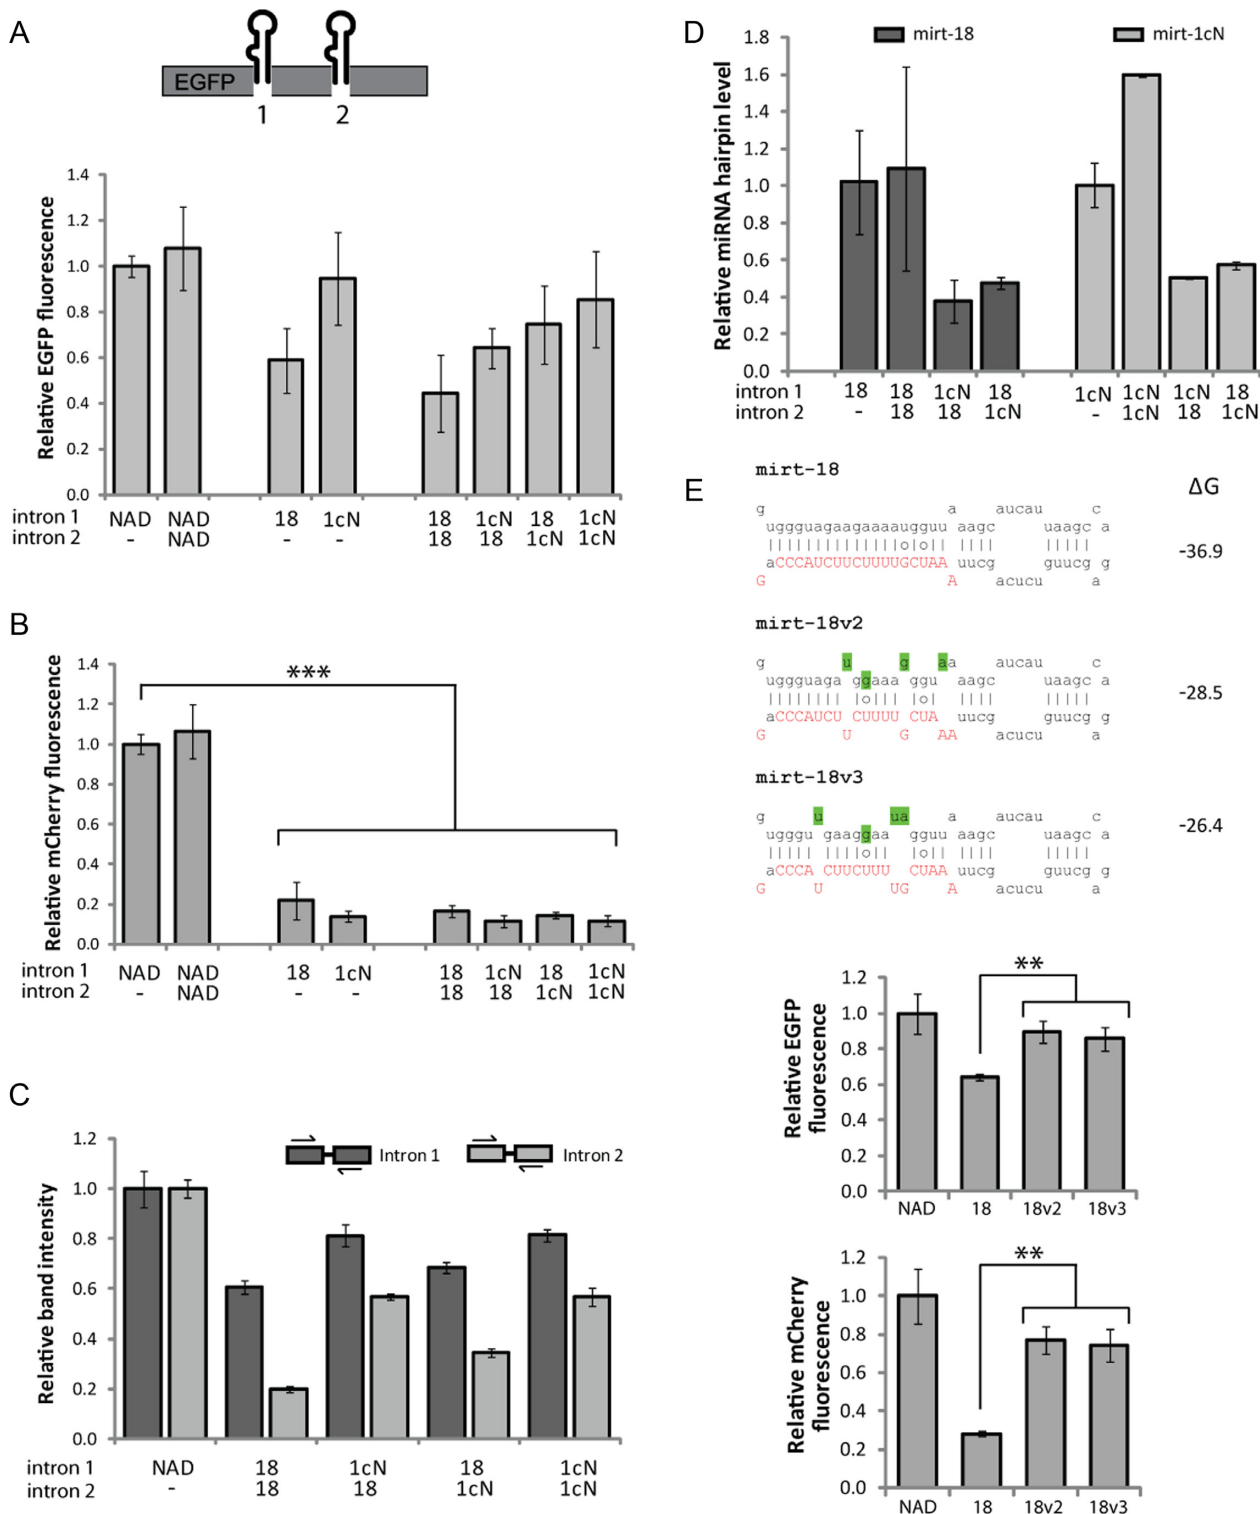 A
EGFP
1 2
Relative EGFP fluorescence
1.4
1.2
1.0
0.8
0.6
0.4
0.2
0.0
intron 1 NAD NAD 18 1cN 18 1cN 18 1cN
intron 2 - NAD - - 18 18 1cN 1cN
B
Relative mCherry fluorescence
1.4
1.2
1.0
0.8
0.6
0.4
0.2
0.0
***
intron 1 NAD NAD 18 1cN 18 1cN 18 1cN
intron 2 - NAD - - 18 18 1cN 1cN
C
Relative band intensity
1.2
1.0
0.8
0.6
0.4
0.2
0.0
Intron 1 Intron 2
intron 1 NAD 18 1cN 18 1cN
intron 2 - 18 18 1cN 1cN
D
mirt-18 mirt-1cN
Relative miRNA hairpin level
1.8
1.6
1.4
1.2
1.0
0.8
0.6
0.4
0.2
0.0
intron 1 18 18 1cN 18 1cN 1cN 1cN 18
intron 2 - 18 18 1cN - 1cN 18 1cN
E
mirt-18
ΔG
g a aucau c
uggguagaagaaaaugguu aagc uaagc a
aCCCAUCUUCUUUUGCUAA uucg guucg g
G A acucu a
-36.9
mirt-18v2
g u g aa aucau c
uggguaga ggaaa ggu aagc uaagc a
aCCCAUCU CUUUU CUA uucg guucg g
G U G AA acucu a
-28.5
mirt-18v3
g u ua a aucau c
ugggu gaaggaa gguu aagc uaagc a
aCCCA CUUCUUU CUAA uucg guucg g
G U UG A acucu a
-26.4
Relative EGFP
fluorescence
1.2
1.0
0.8
0.6
0.4
0.2
0.0
**
NAD 18 18v2 18v3
Relative mCherry
fluorescence
1.2
1.0
0.8
0.6
0.4
0.2
0.0
**
NAD 18 18v2 18v3